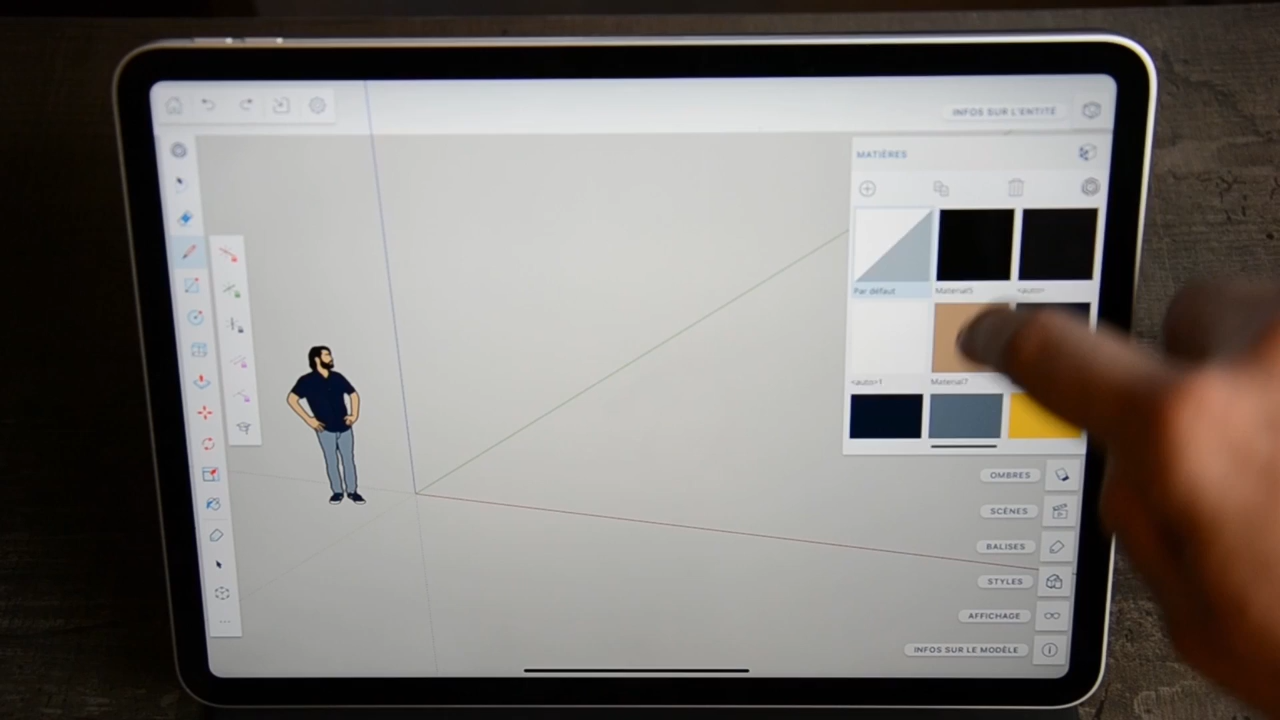 INFOS SUR L'ENTITÉ
MATIÈRES
Par défaut
Material5
<auto>
<auto>1
Material7
OMBRES
SCÈNES
BALISES
STYLES
AFFICHAGE
INFOS SUR LE MODÈLE